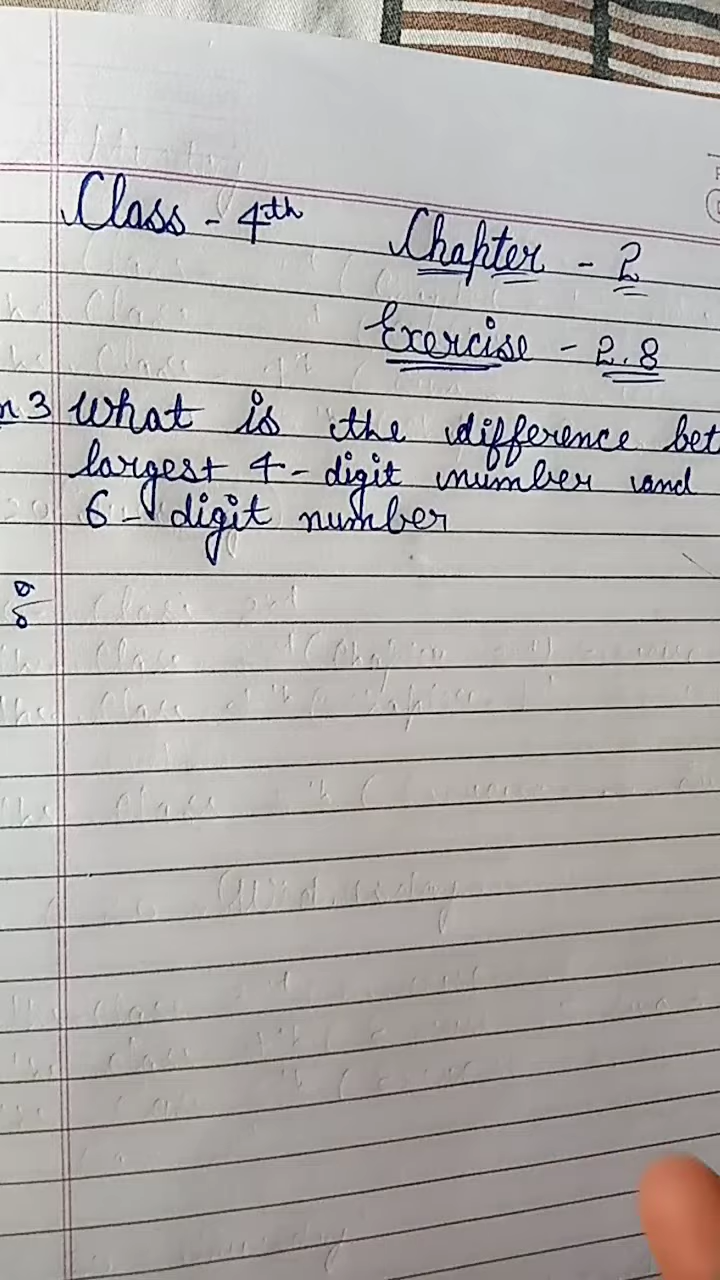 Class - 4th
Chapter - 2
Exercise - 2.8
n 3 What is the difference bet
largest 4 - digit number and
6 - digit number